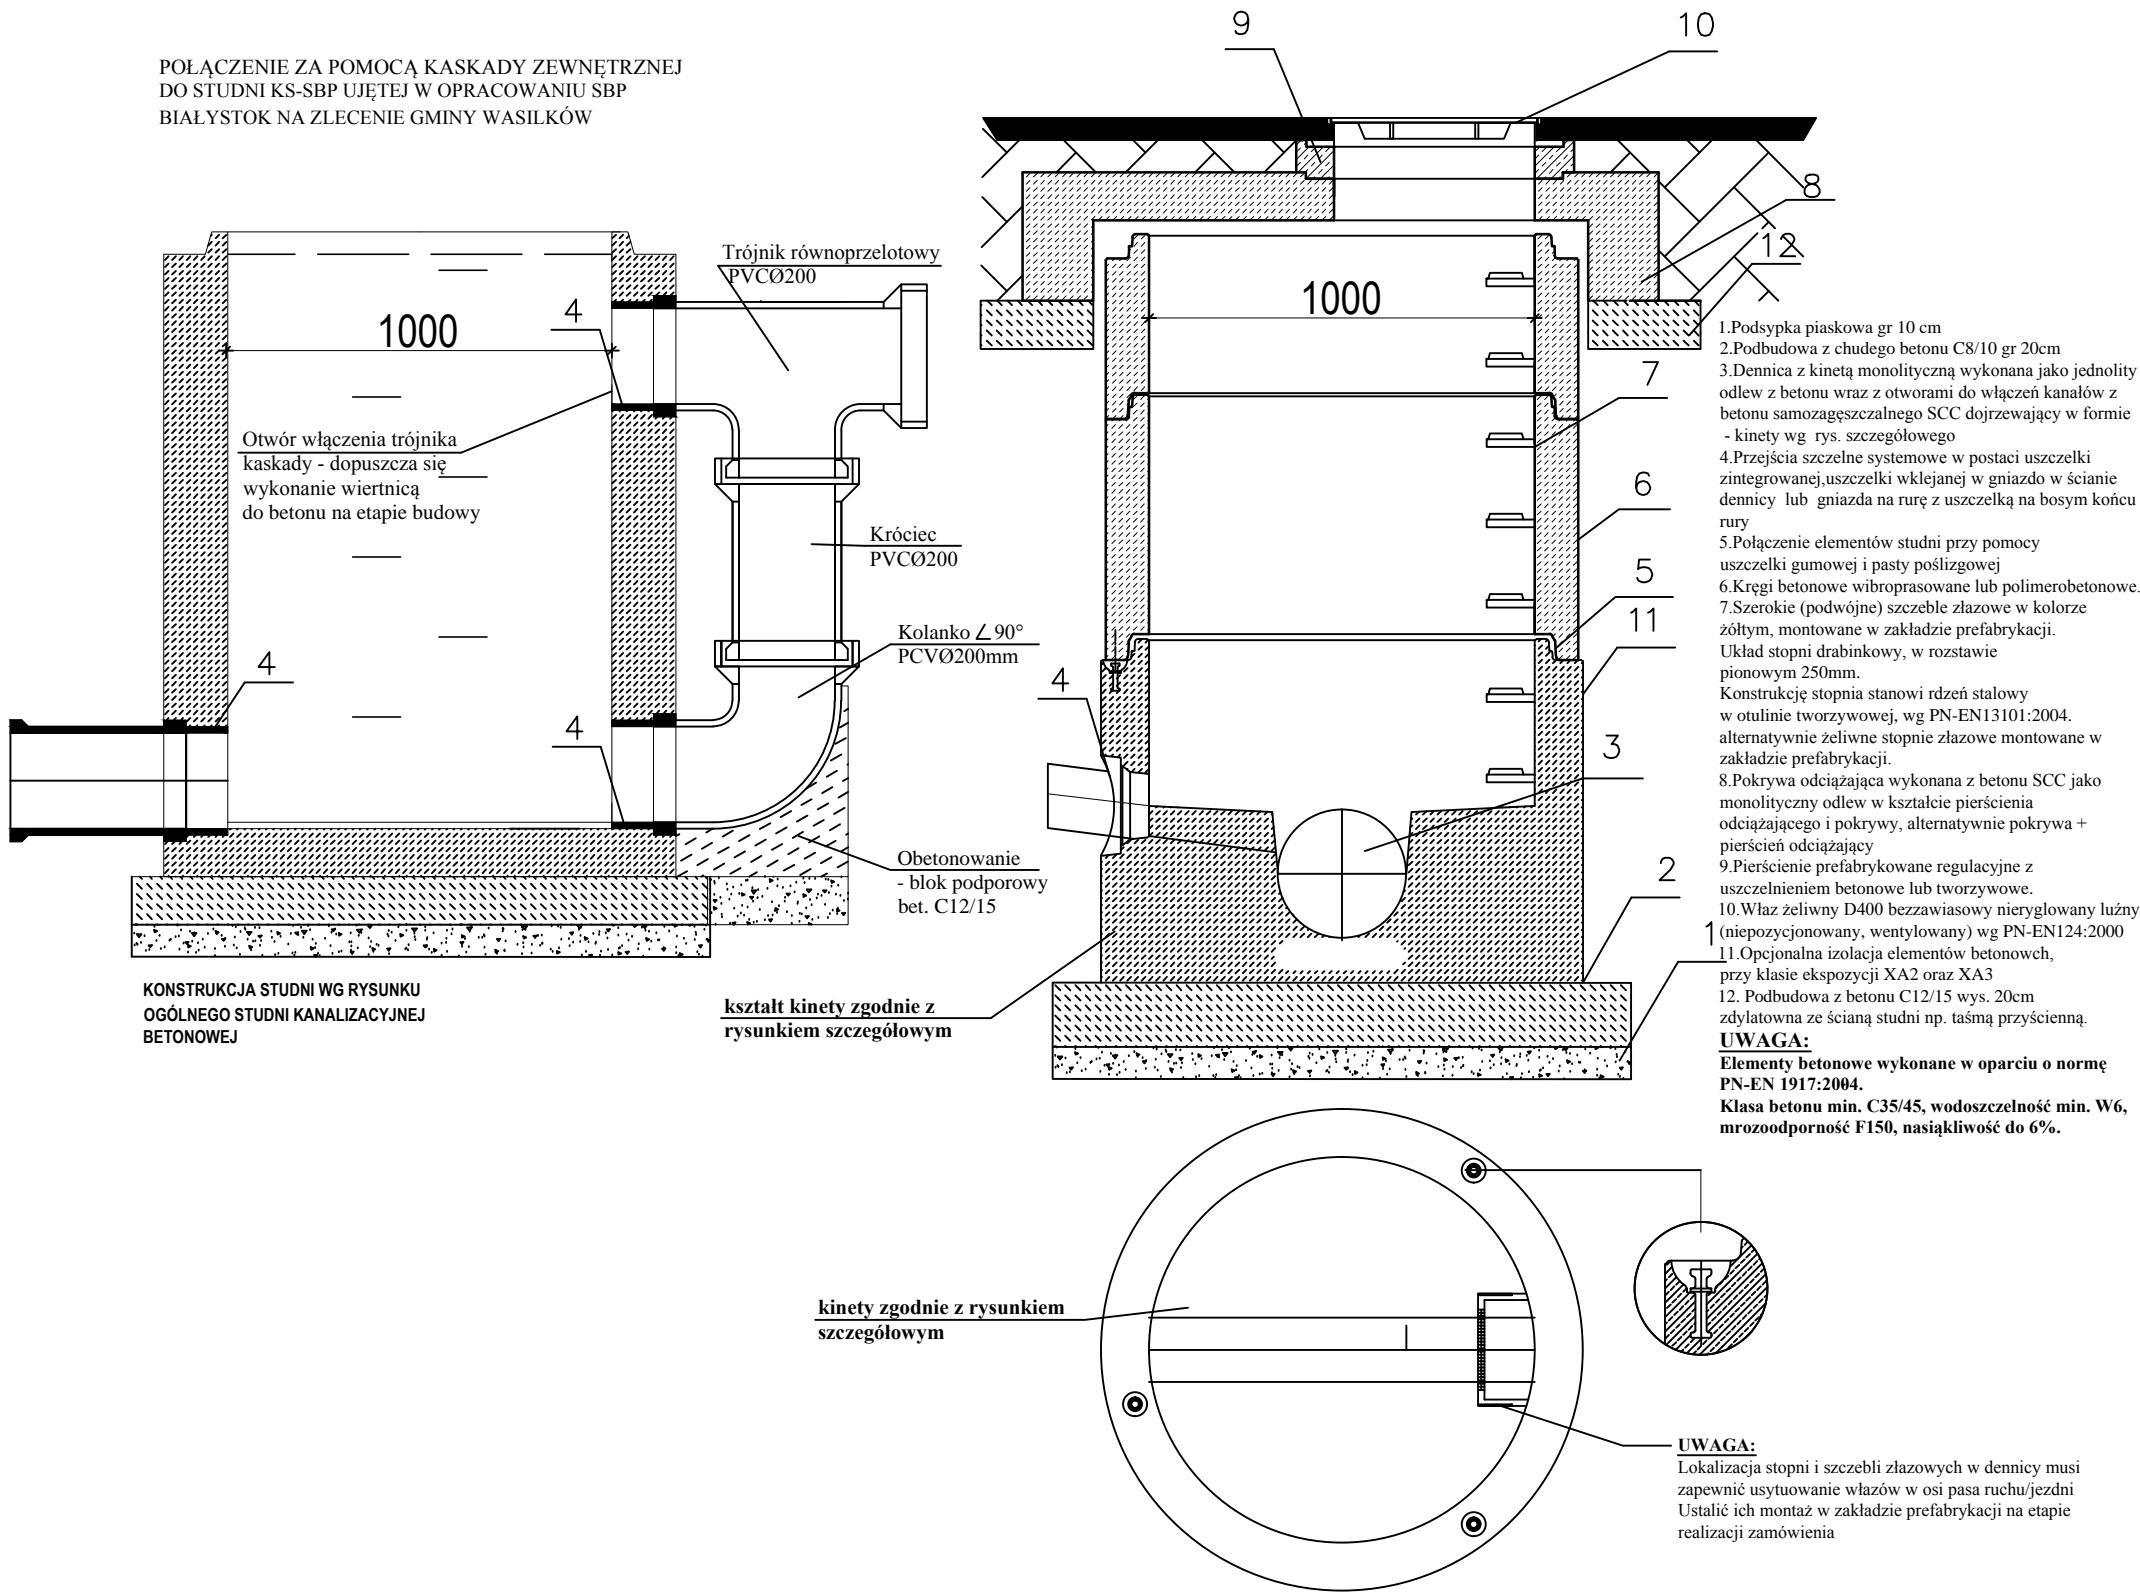 POŁĄCZENIE ZA POMOCĄ KASKADY ZEWNĘTRZNEJ
DO STUDNI KS-SBP UJĘTEJ W OPRACOWANIU SBP
BIAŁYSTOK NA ZLECENIE GMINY WASILKÓW
1000
4
4
4
Trójnik równoprzelotowy
PVCØ200
Otwór włączenia trójnika
kaskady - dopuszcza się
wykonanie wiertnicą
do betonu na etapie budowy
Króciec
PVCØ200
Kolanko ∠ 90°
PCVØ200mm
Obetonowanie
- blok podporowy
bet. C12/15
KONSTRUKCJA STUDNI WG RYSUNKU
OGÓLNEGO STUDNI KANALIZACYJNEJ
BETONOWEJ
9
10
8
12
1000
7
6
5
11
4
3
2
1
kształt kinety zgodnie z
rysunkiem szczegółowym
1.Podsypka piaskowa gr 10 cm
2.Podbudowa z chudego betonu C8/10 gr 20cm
3.Dennica z kinetą monolityczną wykonana jako jednolity
odlew z betonu wraz z otworami do włączeń kanałów z
betonu samozagęszczalnego SCC dojrzewający w formie
- kinety wg rys. szczegółowego
4.Przejścia szczelne systemowe w postaci uszczelki
zintegrowanej,uszczelki wklejanej w gniazdo w ścianie
dennicy lub gniazda na rurę z uszczelką na bosym końcu
rury
5.Połączenie elementów studni przy pomocy
uszczelki gumowej i pasty poślizgowej
6.Kręgi betonowe wibroprasowane lub polimerobetonowe.
7.Szerokie (podwójne) szczeble złazowe w kolorze
żółtym, montowane w zakładzie prefabrykacji.
Układ stopni drabinkowy, w rozstawie
pionowym 250mm.
Konstrukcję stopnia stanowi rdzeń stalowy
w otulinie tworzywowej, wg PN-EN13101:2004.
alternatywnie żeliwne stopnie złazowe montowane w
zakładzie prefabrykacji.
8.Pokrywa odciążająca wykonana z betonu SCC jako
monolityczny odlew w kształcie pierścienia
odciążającego i pokrywy, alternatywnie pokrywa +
pierścień odciążający
9.Pierścienie prefabrykowane regulacyjne z
uszczelnieniem betonowe lub tworzywowe.
10.Właz żeliwny D400 bezzawiasowy nieryglowany luźny
(niepozycjonowany, wentylowany) wg PN-EN124:2000
11.Opcjonalna izolacja elementów betonowch,
przy klasie ekspozycji XA2 oraz XA3
12. Podbudowa z betonu C12/15 wys. 20cm
zdylatowna ze ścianą studni np. taśmą przyścienną.
UWAGA:
Elementy betonowe wykonane w oparciu o normę
PN-EN 1917:2004.
Klasa betonu min. C35/45, wodoszczelność min. W6,
mrozoodporność F150, nasiąkliwość do 6%.
kinety zgodnie z rysunkiem
szczegółowym
UWAGA:
Lokalizacja stopni i szczebli złazowych w dennicy musi
zapewnić usytuowanie włazów w osi pasa ruchu/jezdni
Ustalić ich montaż w zakładzie prefabrykacji na etapie
realizacji zamówienia